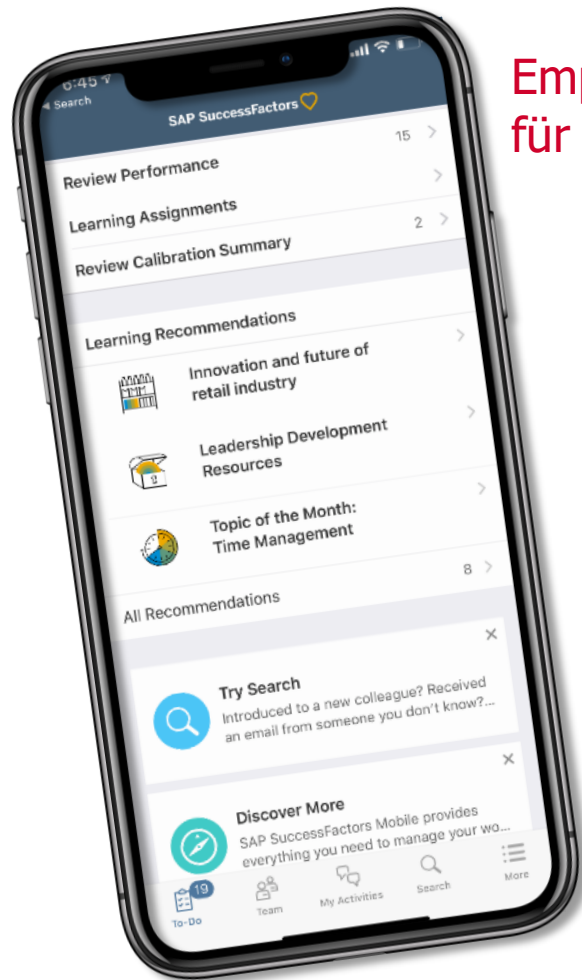 Emp
für
6:45
Search
SAP SuccessFactors
Review Performance
15
Learning Assignments
Review Calibration Summary
2
Learning Recommendations
Innovation and future of
retail industry
Leadership Development
Resources
Topic of the Month:
Time Management
All Recommendations
8
Try Search
Introduced to a new colleague? Received
an email from someone you don't know?...
Discover More
SAP SuccessFactors Mobile provides
everything you need to manage your wo...
19
To-Do
Team
My Activities
Search
More